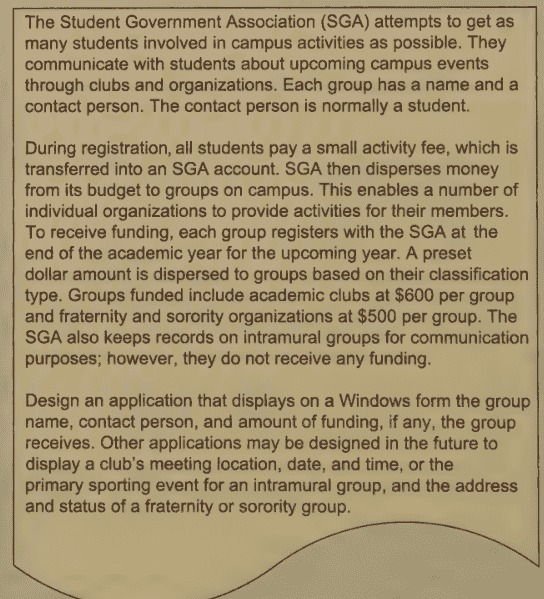 The Student Government Association (SGA) attempts to get as
many students involved in campus activities as possible. They
communicate with students about upcoming campus events
through clubs and organizations. Each group has a name and a
contact person. The contact person is normally a student.
During registration, all students pay a small activity fee, which is
transferred into an SGA account. SGA then disperses money
from its budget to groups on campus. This enables a number of
individual organizations to provide activities for their members.
To receive funding, each group registers with the SGA at the
end of the academic year for the upcoming year. A preset
dollar amount is dispersed to groups based on their classification
type. Groups funded include academic clubs at $600 per group
and fraternity and sorority organizations at $500 per group. The
SGA also keeps records on intramural groups for communication
purposes; however, they do not receive any funding.
Design an application that displays on a Windows form the group
name, contact person, and amount of funding, if any, the group
receives. Other applications may be designed in the future to
display a club's meeting location, date, and time, or the
primary sporting event for an intramural group, and the address
and status of a fraternity or sorority group.